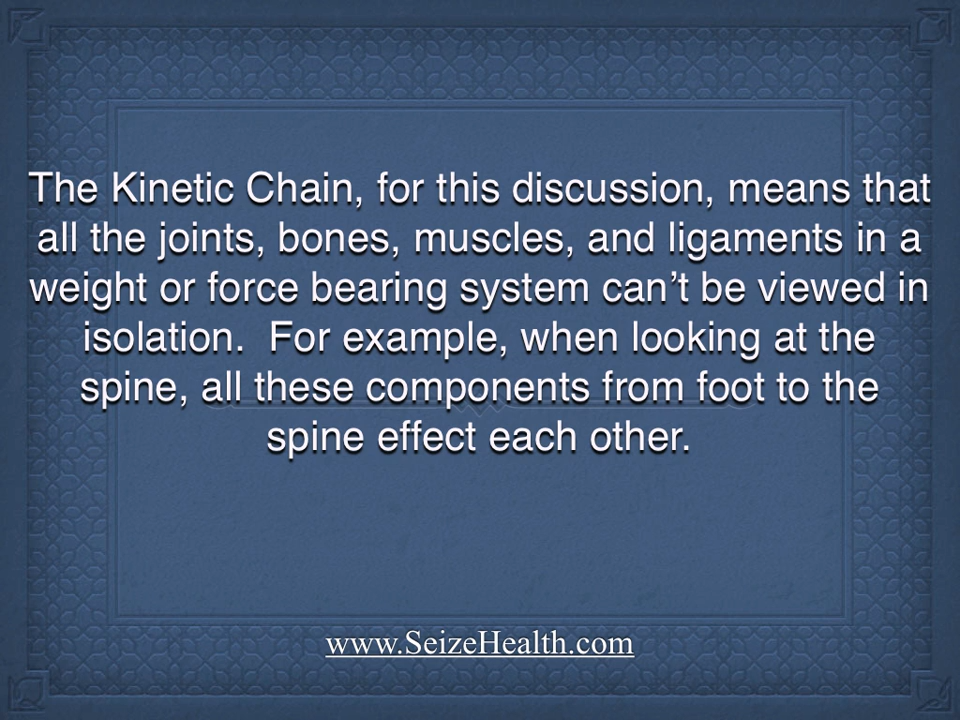 The Kinetic Chain, for this discussion, means that
all the joints, bones, muscles, and ligaments in a
weight or force bearing system can’t be viewed in
isolation.  For example, when looking at the
spine, all these components from foot to the
spine effect each other.
www.SeizeHealth.com